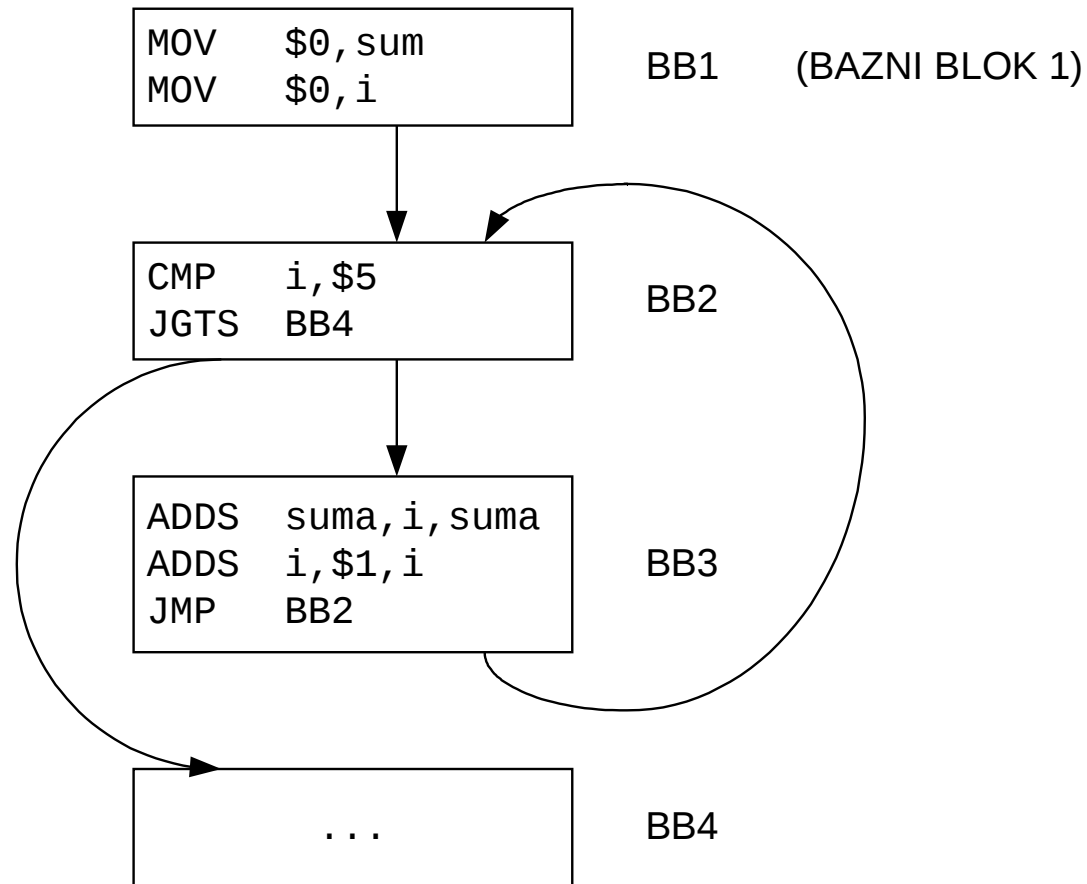 MOV $0,sum
MOV $0,i
BB1 (BAZNI BLOK 1)
CMP i,$5
JGTS BB4
BB2
ADDS suma,i,suma
ADDS i,$1,i
JMP BB2
BB3
...
BB4